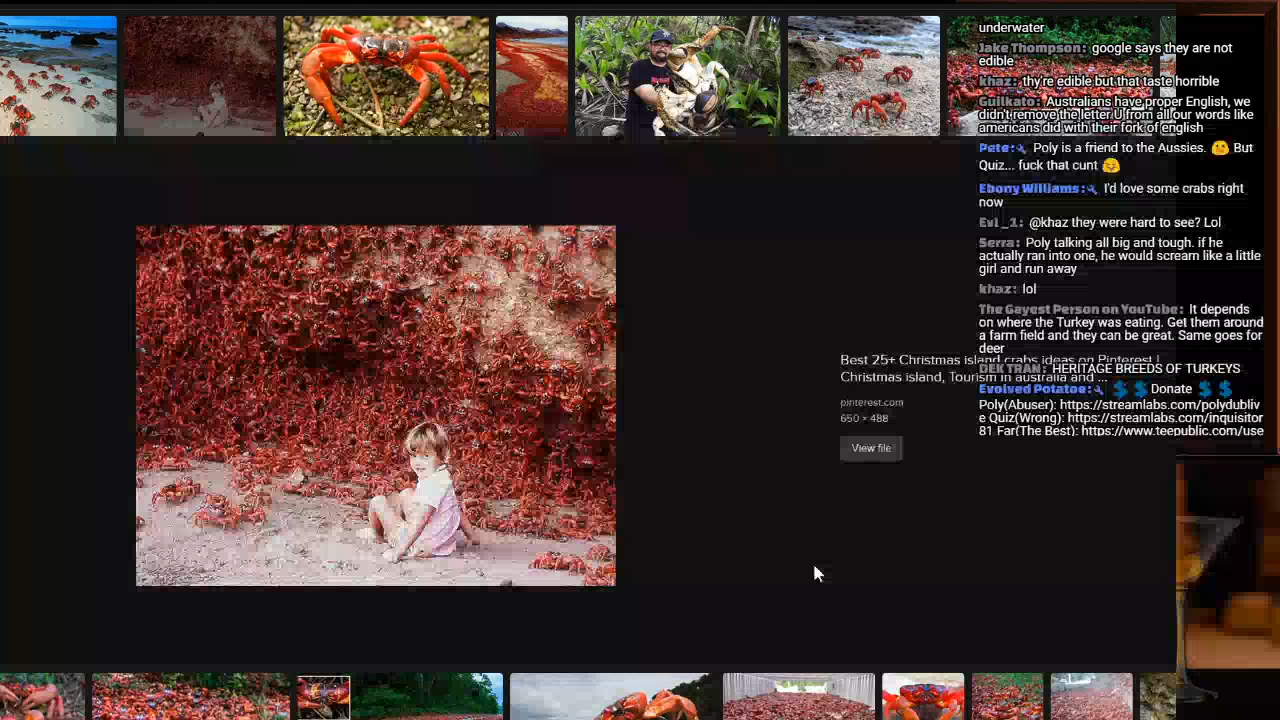 underwater
Jake Thompson: google says they are not
edible
khaz: thy're edible but that taste horrible
Guilkato: Australians have proper English, we
didn't remove the letter U from all our words like
americans did with their fork of english
Pete: Poly is a friend to the Aussies. 🤔 But
Quiz... fuck that cunt 🤗
Ebony Williams: I'd love some crabs right
now
Evl_1: @khaz they were hard to see? Lol
Serra: Poly talking all big and tough. if he
actually ran into one, he would scream like a little
girl and run away
khaz: lol
The Gayest Person on YouTube: It depends
on where the Turkey was eating. Get them around
a farm field and they can be great. Same goes for
deer
DEK TRAN: HERITAGE BREEDS OF TURKEYS
Evolved Potatoe: 💲💲Donate 💲💲
Poly(Abuser): https://streamlabs.com/polydubliv
e Quiz(Wrong): https://streamlabs.com/inquisitor
81 Far(The Best): https://www.teepublic.com/use
Best 25+ Christmas island crabs ideas on Pinterest |
Christmas island, Tourism in australia and ...
pinterest.com
650 × 488
View file